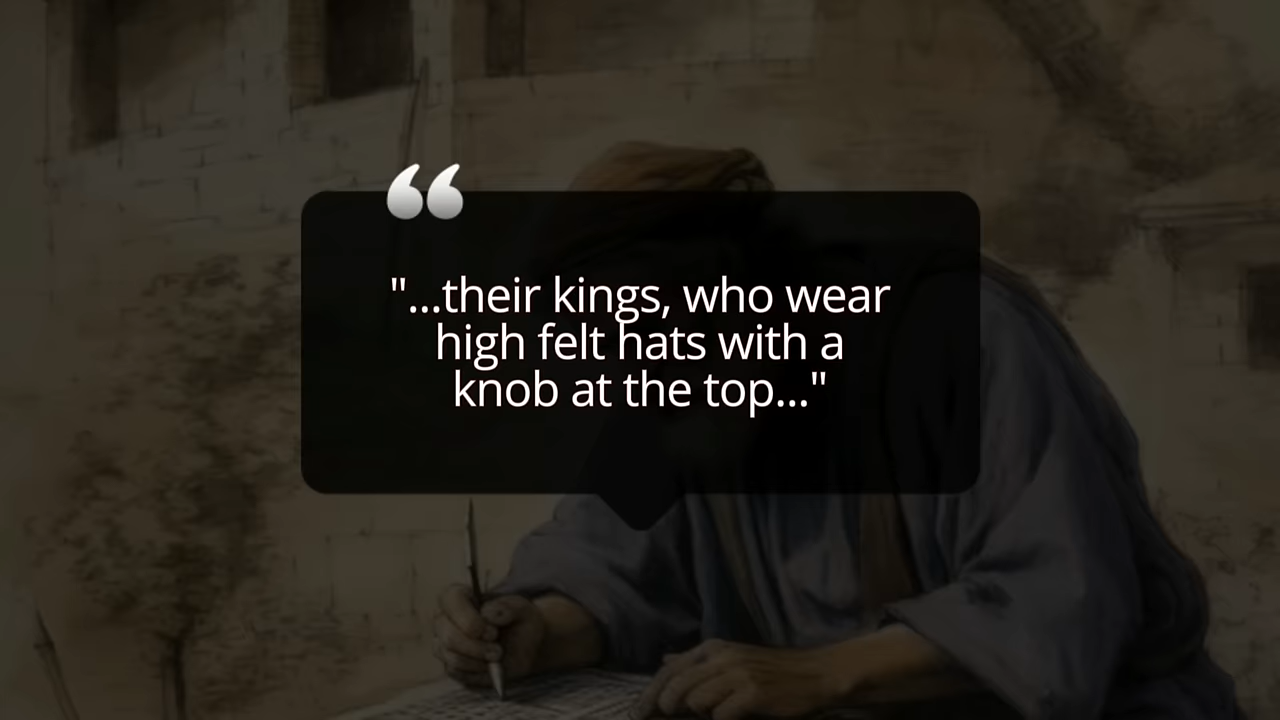 "...their kings, who wear
high felt hats with a
knob at the top..."